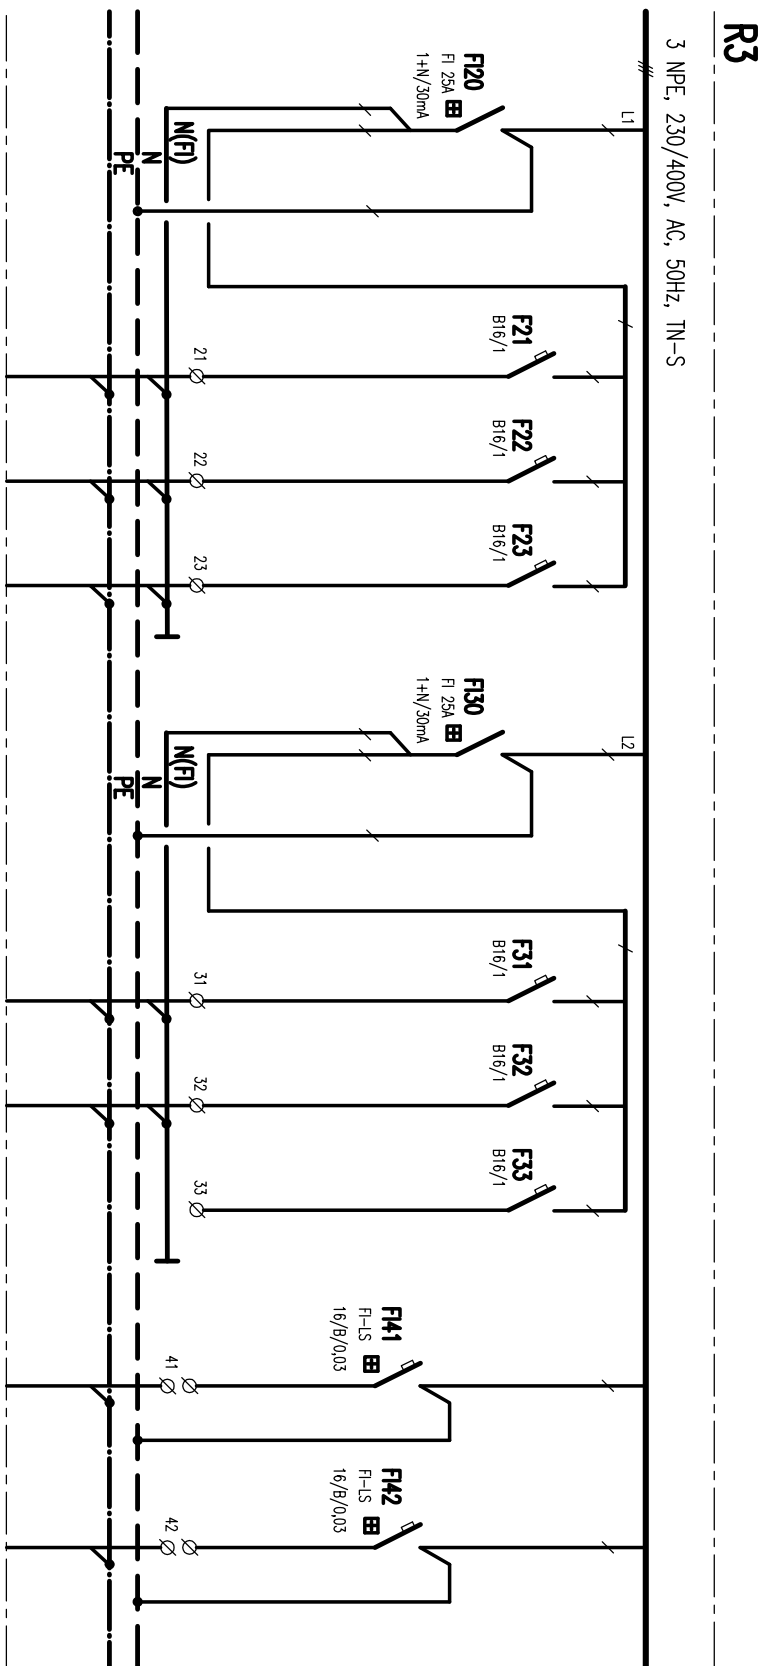 R3
3 NPE, 230/400V, AC, 50Hz, TN-S
L1
FI20
FI 25A
1+N/30mA
N(FI)
N
PE
F21
B16/1
21
F22
B16/1
22
F23
B16/1
23
L2
FI30
FI 25A
1+N/30mA
N(FI)
N
PE
F31
B16/1
31
F32
B16/1
32
F33
B16/1
33
FI41
FI-LS
16/B/0,03
41
FI42
FI-LS
16/B/0,03
42